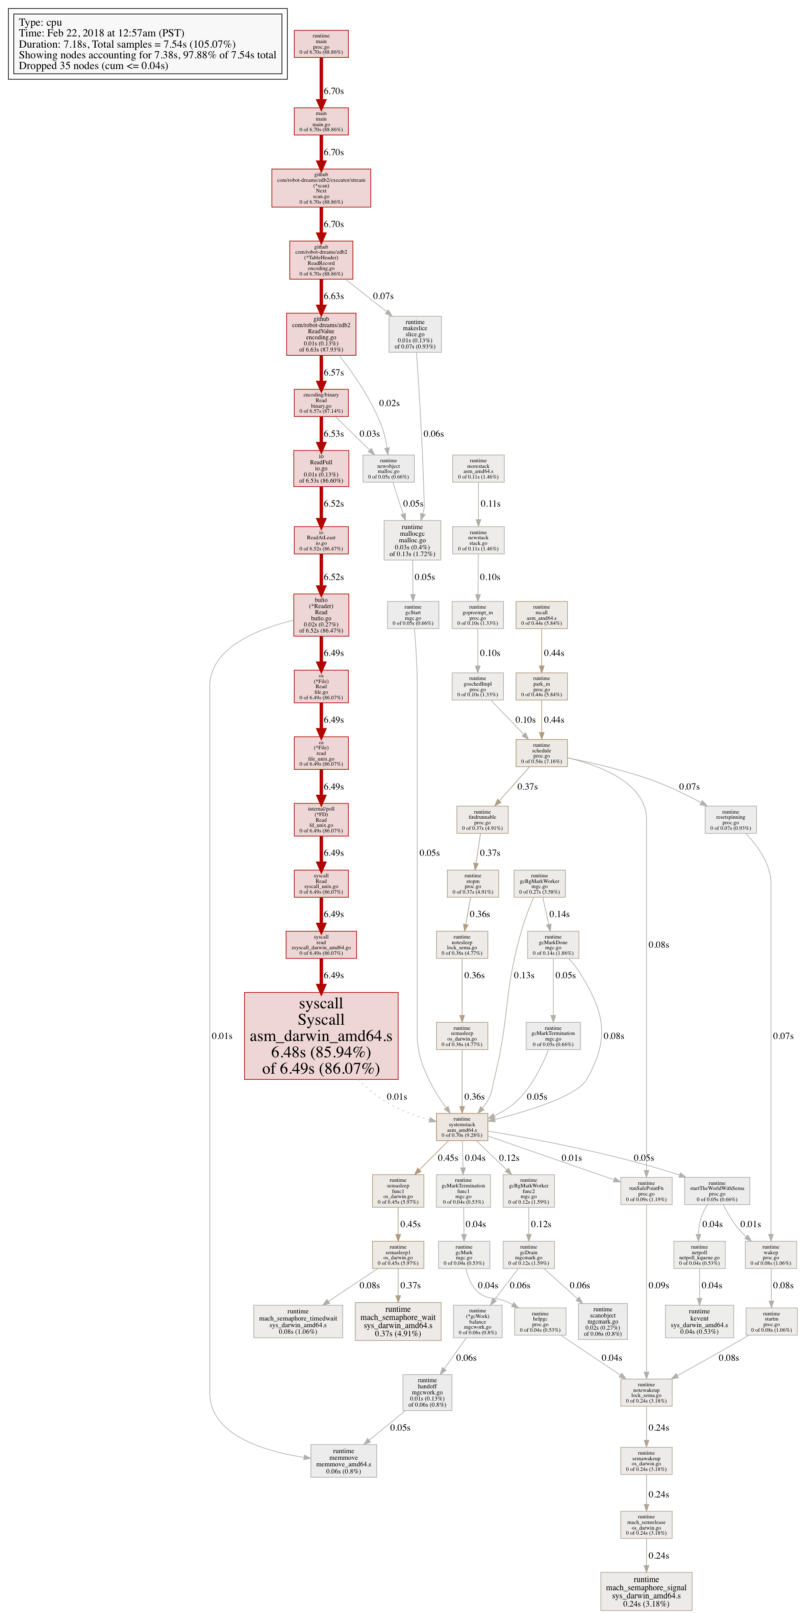 Type: cpu
Time: Feb 22, 2018 at 12:57am (PST)
Duration: 7.18s, Total samples = 7.54s (105.07%)
Showing nodes accounting for 7.38s, 97.88% of 7.54s total
Dropped 35 nodes (cum <= 0.04s)
runtime
main
proc.go
0 of 6.70s (88.86%)
6.70s
main
main
main.go
0 of 6.70s (88.86%)
6.70s
github
com/robot-dreams/zdb2/executor/stream
(*scan)
Next
scan.go
0 of 6.70s (88.86%)
6.70s
github
com/robot-dreams/zdb2
(*TableHeader)
ReadRecord
encoding.go
0 of 6.70s (88.86%)
6.63s
0.07s
github
com/robot-dreams/zdb2
ReadValue
encoding.go
0.01s (0.13%)
of 6.63s (87.93%)
runtime
makeslice
slice.go
0.01s (0.13%)
of 0.07s (0.93%)
6.57s
0.02s
encoding/binary
Read
binary.go
0 of 6.57s (87.14%)
6.53s
0.03s
0.06s
io
ReadFull
io.go
0.01s (0.13%)
of 6.53s (86.60%)
runtime
newobject
malloc.go
0 of 0.05s (0.66%)
runtime
morestack
asm_amd64.s
0 of 0.11s (1.46%)
6.52s
0.05s
0.11s
io
ReadAtLeast
io.go
0 of 6.52s (86.47%)
runtime
mallocgc
malloc.go
0.03s (0.4%)
of 0.13s (1.72%)
runtime
newstack
stack.go
0 of 0.11s (1.46%)
6.52s
0.05s
0.10s
bufio
(*Reader)
Read
bufio.go
0.02s (0.27%)
of 6.52s (86.47%)
runtime
gcStart
mgc.go
0 of 0.05s (0.66%)
runtime
gopreempt_m
proc.go
0 of 0.10s (1.33%)
runtime
mcall
asm_amd64.s
0 of 0.44s (5.84%)
6.49s
0.10s
0.44s
os
(*File)
Read
file.go
0 of 6.49s (86.07%)
runtime
goschedImpl
proc.go
0 of 0.10s (1.33%)
runtime
park_m
proc.go
0 of 0.44s (5.84%)
6.49s
0.10s
0.44s
os
(*File)
read
file_unix.go
0 of 6.49s (86.07%)
runtime
schedule
proc.go
0 of 0.54s (7.16%)
6.49s
0.37s
0.07s
internal/poll
(*FD)
Read
fd_unix.go
0 of 6.49s (86.07%)
runtime
findrunnable
proc.go
0 of 0.37s (4.91%)
runtime
resetspinning
proc.go
0 of 0.07s (0.93%)
6.49s
0.05s
0.37s
syscall
Read
syscall_unix.go
0 of 6.49s (86.07%)
runtime
stopm
proc.go
0 of 0.37s (4.91%)
runtime
gcBgMarkWorker
mgc.go
0 of 0.27s (3.58%)
6.49s
0.36s
0.14s
syscall
read
zsyscall_darwin_amd64.go
0 of 6.49s (86.07%)
runtime
notesleep
lock_sema.go
0 of 0.36s (4.77%)
runtime
gcMarkDone
mgc.go
0 of 0.14s (1.86%)
0.08s
6.49s
0.36s
0.13s
0.05s
syscall
Syscall
asm_darwin_amd64.s
6.48s (85.94%)
of 6.49s (86.07%)
runtime
semasleep
os_darwin.go
0 of 0.36s (4.77%)
runtime
gcMarkTermination
mgc.go
0 of 0.05s (0.66%)
0.01s
0.08s
0.07s
0.01s
0.36s
0.05s
runtime
systemstack
asm_amd64.s
0 of 0.70s (9.28%)
0.45s
0.04s
0.12s
0.01s
0.05s
runtime
semasleep
func1
os_darwin.go
0 of 0.45s (5.97%)
runtime
gcMarkTermination
func1
mgc.go
0 of 0.04s (0.53%)
runtime
gcBgMarkWorker
func2
mgc.go
0 of 0.12s (1.59%)
runtime
runSafePointFn
proc.go
0 of 0.09s (1.19%)
runtime
startTheWorldWithSema
proc.go
0 of 0.05s (0.66%)
0.45s
0.04s
0.12s
0.04s
0.01s
runtime
semasleep1
os_darwin.go
0 of 0.45s (5.97%)
runtime
gcMark
mgc.go
0 of 0.04s (0.53%)
runtime
gcDrain
mgcmark.go
0 of 0.12s (1.59%)
runtime
netpoll
netpoll_kqueue.go
0 of 0.04s (0.53%)
runtime
wakep
proc.go
0 of 0.08s (1.06%)
0.08s
0.37s
0.04s
0.06s
0.06s
0.09s
0.04s
0.08s
runtime
mach_semaphore_timedwait
sys_darwin_amd64.s
0.08s (1.06%)
runtime
mach_semaphore_wait
sys_darwin_amd64.s
0.37s (4.91%)
runtime
(*gcWork)
balance
mgcwork.go
0 of 0.06s (0.8%)
runtime
helpgc
proc.go
0 of 0.04s (0.53%)
runtime
scanobject
mgcmark.go
0.02s (0.27%)
of 0.06s (0.8%)
runtime
kevent
sys_darwin_amd64.s
0.04s (0.53%)
runtime
startm
proc.go
0 of 0.08s (1.06%)
0.06s
0.04s
0.08s
runtime
handoff
mgcwork.go
0.01s (0.13%)
of 0.06s (0.8%)
runtime
notewakeup
lock_sema.go
0 of 0.24s (3.18%)
0.05s
0.24s
runtime
memmove
memmove_amd64.s
0.06s (0.8%)
runtime
semawakeup
os_darwin.go
0 of 0.24s (3.18%)
0.24s
runtime
mach_semrelease
os_darwin.go
0 of 0.24s (3.18%)
0.24s
runtime
mach_semaphore_signal
sys_darwin_amd64.s
0.24s (3.18%)